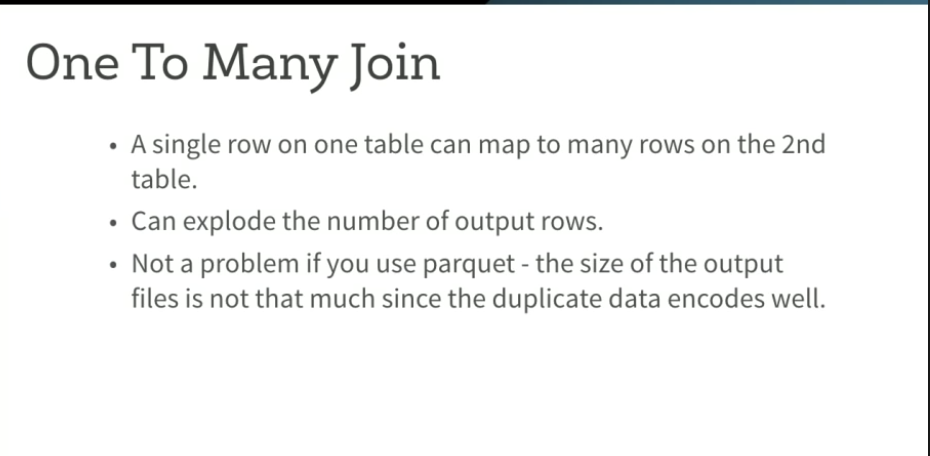 One To Many Join
• A single row on one table can map to many rows on the 2nd
table.
• Can explode the number of output rows.
• Not a problem if you use parquet - the size of the output
files is not that much since the duplicate data encodes well.